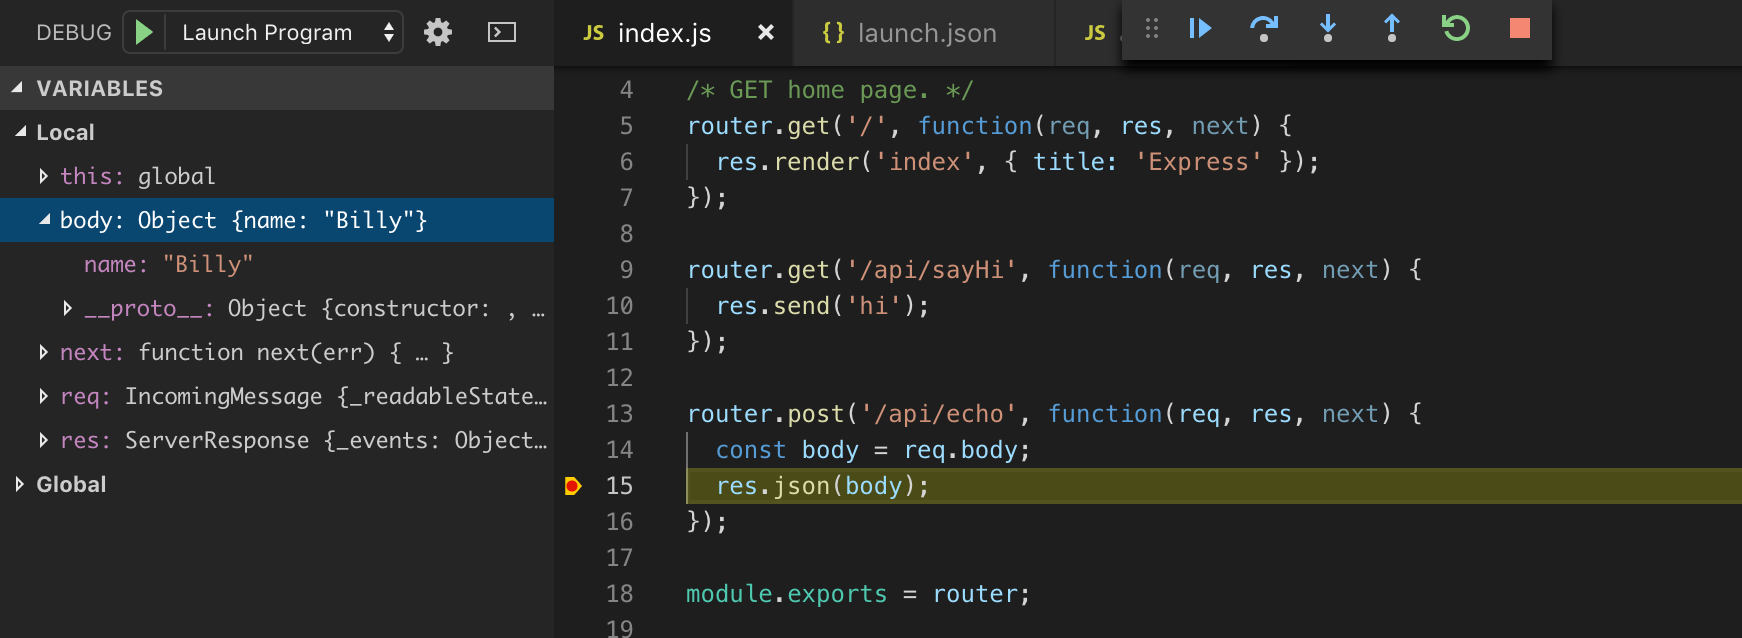 DEBUG Launch Program
VARIABLES
Local
this: global
body: Object {name: "Billy"}
name: "Billy"
__proto__: Object {constructor: , …
next: function next(err) { … }
req: IncomingMessage {_readableState…
res: ServerResponse {_events: Object…
Global
JS index.js × {} launch.json JS
4 /* GET home page. */
5 router.get('/', function(req, res, next) {
6 res.render('index', { title: 'Express' });
7 });
8
9 router.get('/api/sayHi', function(req, res, next) {
10 res.send('hi');
11 });
12
13 router.post('/api/echo', function(req, res, next) {
14 const body = req.body;
15 res.json(body);
16 });
17
18 module.exports = router;
19